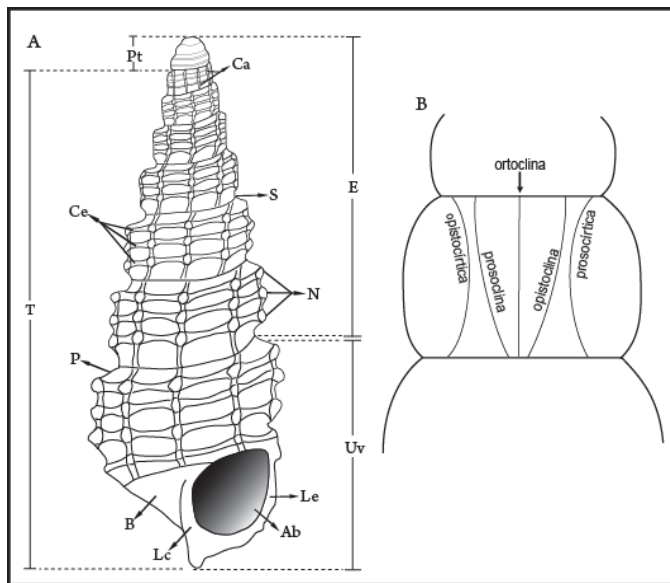 A
Pt
Ca
B
ortoclina
S
E
Ce
opistocírtica
prosoclina
opistoclina
prosocírtica
N
T
P
Uv
Le
B
Ab
Lc